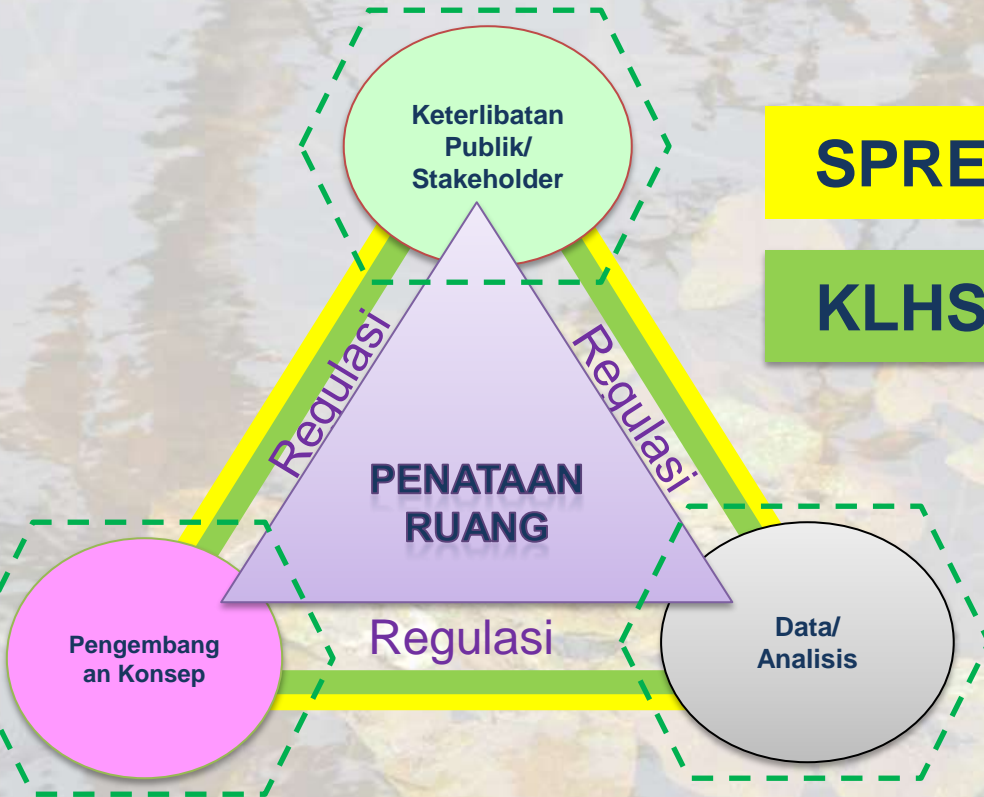 Keterlibatan
Publik/
Stakeholder
SPRE
KLHS
Regulasi
Regulasi
PENATAAN
RUANG
Pengembang
an Konsep
Regulasi
Data/
Analisis